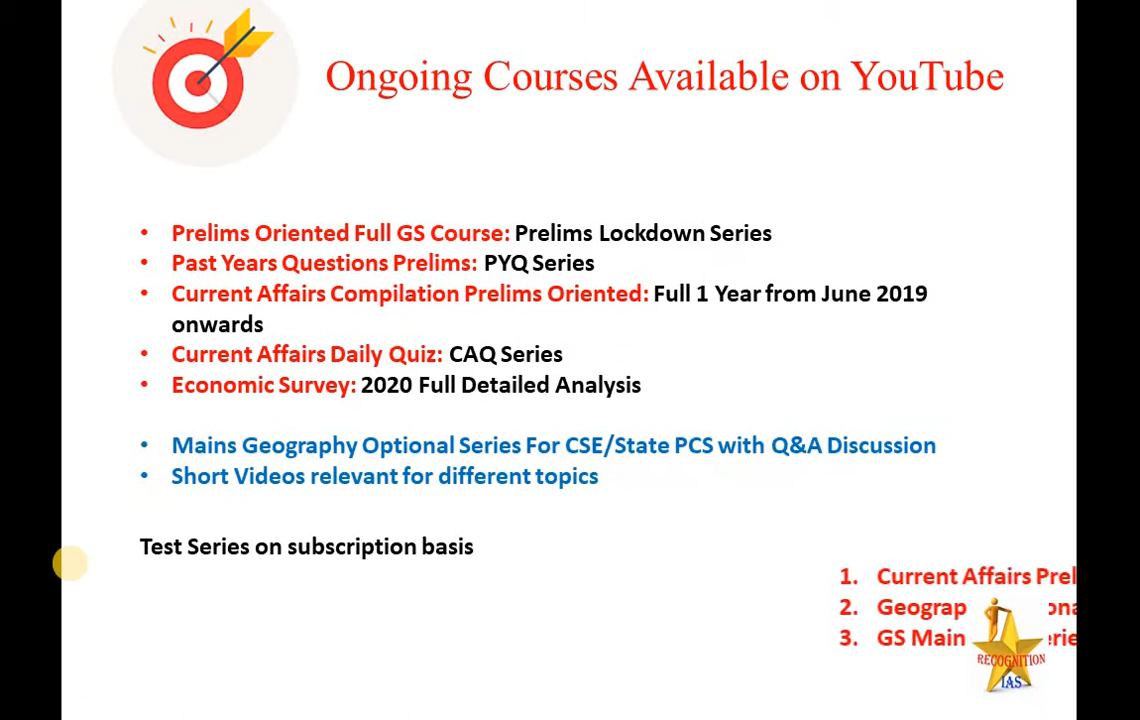 Ongoing Courses Available on YouTube
• Prelims Oriented Full GS Course: Prelims Lockdown Series
• Past Years Questions Prelims: PYQ Series
• Current Affairs Compilation Prelims Oriented: Full 1 Year from June 2019
onwards
• Current Affairs Daily Quiz: CAQ Series
• Economic Survey: 2020 Full Detailed Analysis
• Mains Geography Optional Series For CSE/State PCS with Q&A Discussion
• Short Videos relevant for different topics
Test Series on subscription basis
1. Current Affairs Prel
2. Geograp
3. GS Main
RECOGNITION
IAS